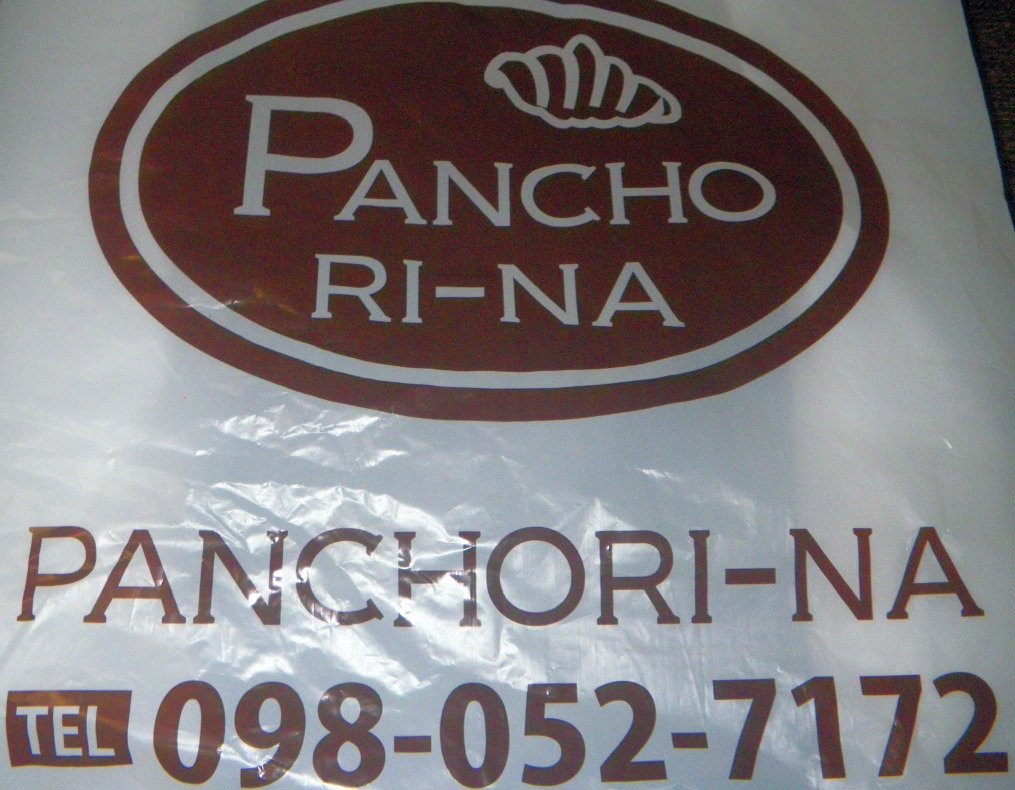 PANCHO
RI-NA
PANCHORI-NA
TEL 098-052-7172